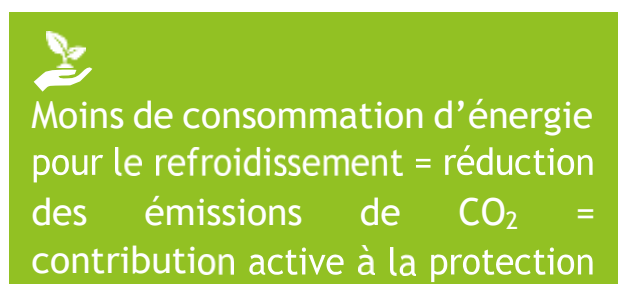 Moins de consommation d’énergie
pour le refroidissement = réduction
des émissions de CO₂ =
contribution active à la protection